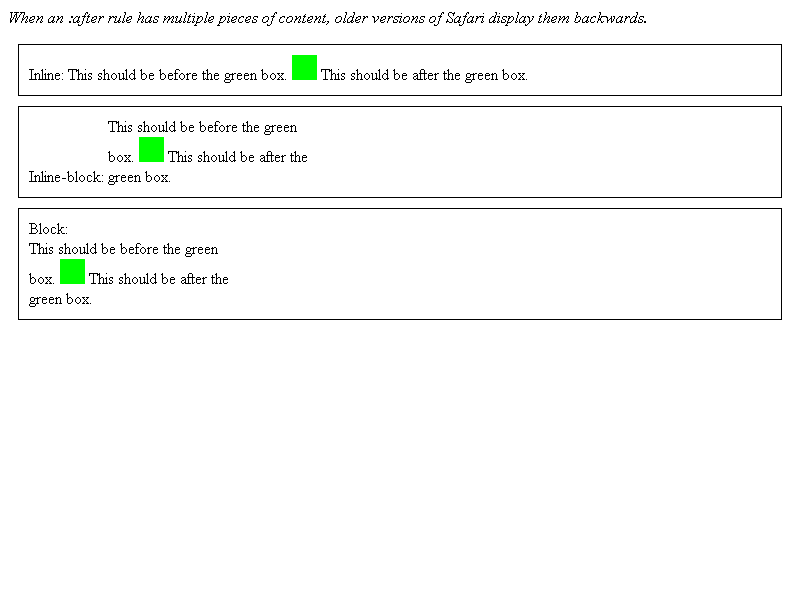 When an :after rule has multiple pieces of content, older versions of Safari display them backwards.
Inline: This should be before the green box. This should be after the green box.
This should be before the green
box. This should be after the
Inline-block: green box.
Block:
This should be before the green
box. This should be after the
green box.